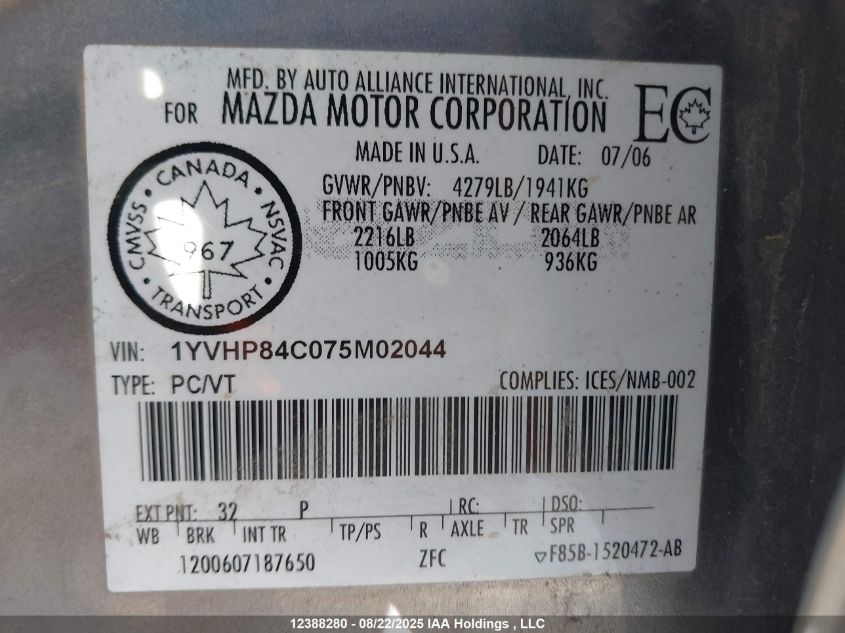 MFD. BY AUTO ALLIANCE INTERNATIONAL, INC.
FOR MAZDA MOTOR CORPORATION
EC
MADE IN U.S.A. DATE: 07/06
GVWR/PNBV: 4279LB/1941KG
FRONT GAWR/PNBE AV / REAR GAWR/PNBE AR
2216LB 2064LB
1005KG 936KG
CANADA
CMVSS • NSVAC
967
TRANSPORT
VIN: 1YVHP84C075M02044
TYPE: PC/VT COMPLIES: ICES/NMB-002
EXT PNT: 32 P RC: DSO:
WB BRK INT TR TP/PS R AXLE TR SPR
1200607187650 ZFC ▽F85B-1520472-AB
12388280 - 08/22/2025 IAA Holdings , LLC